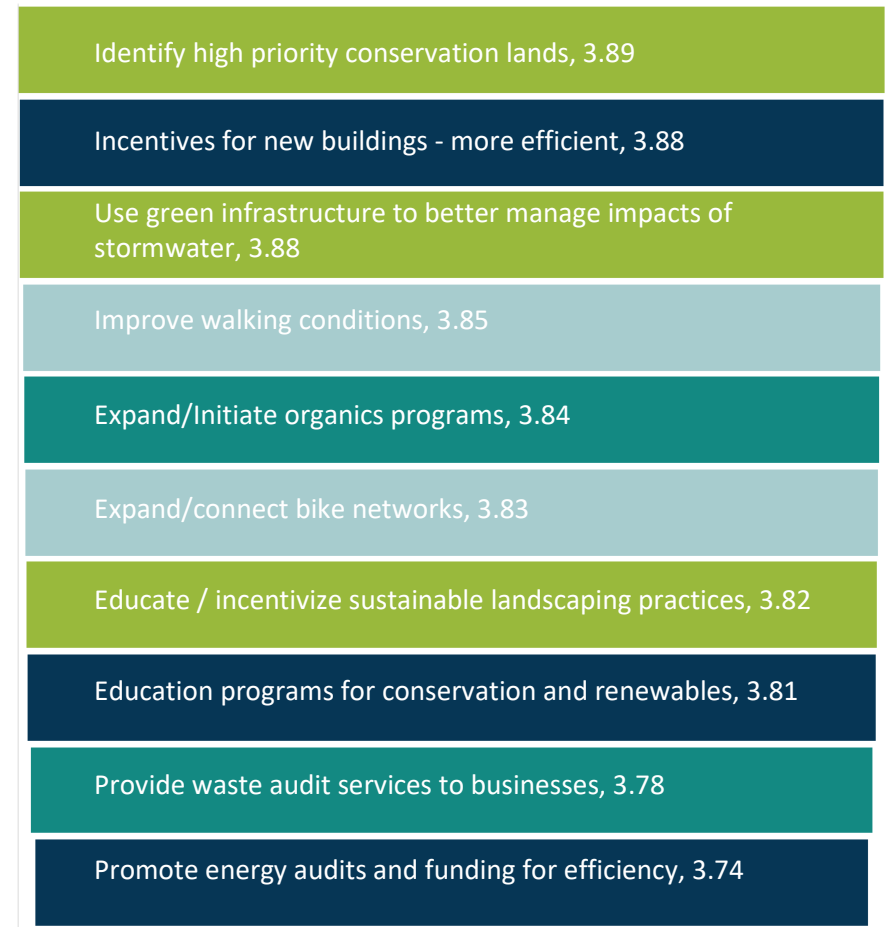 Identify high priority conservation lands, 3.89
Incentives for new buildings - more efficient, 3.88
Use green infrastructure to better manage impacts of
stormwater, 3.88
Improve walking conditions, 3.85
Expand/Initiate organics programs, 3.84
Expand/connect bike networks, 3.83
Educate / incentivize sustainable landscaping practices, 3.82
Education programs for conservation and renewables, 3.81
Provide waste audit services to businesses, 3.78
Promote energy audits and funding for efficiency, 3.74